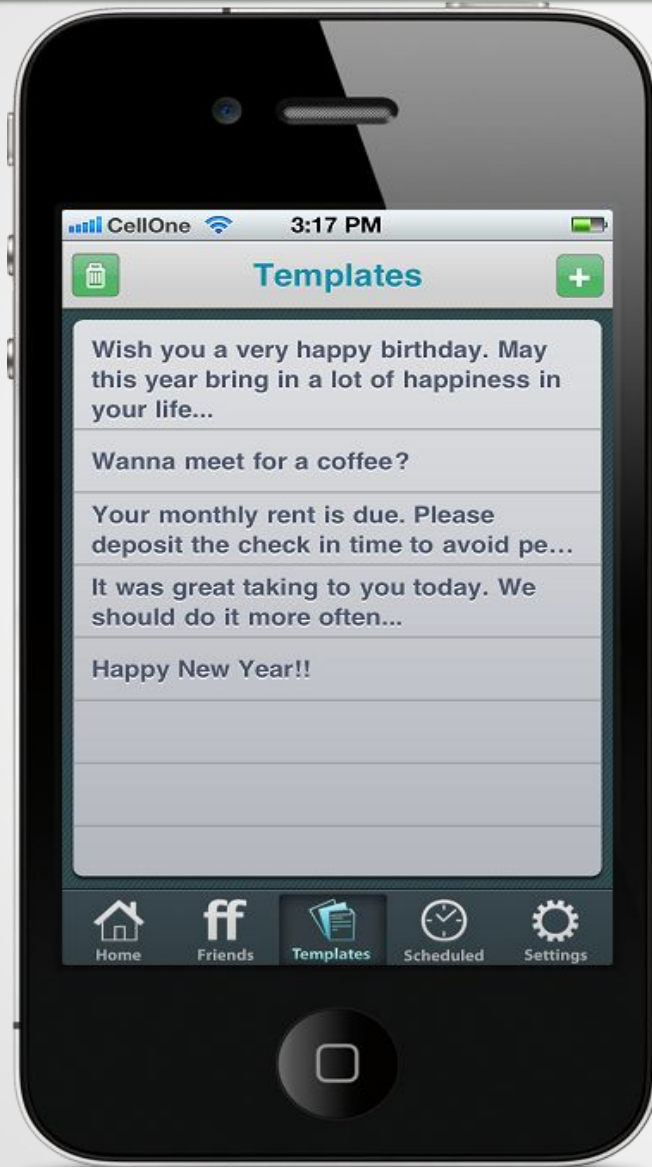 CellOne
3:17 PM
Templates
+
Wish you a very happy birthday. May
this year bring in a lot of happiness in
your life...
Wanna meet for a coffee?
Your monthly rent is due. Please
deposit the check in time to avoid pe...
It was great taking to you today. We
should do it more often...
Happy New Year!!
ff
Home
Friends
Templates
Scheduled
Settings